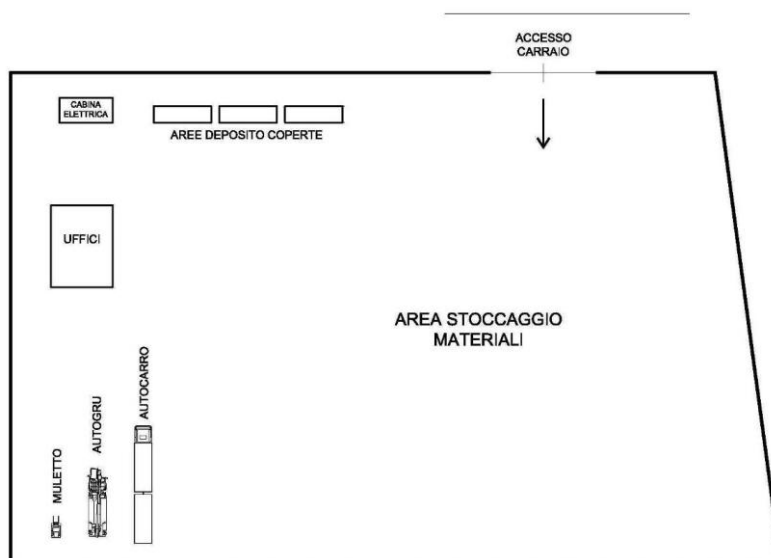 ACCESSO
CARRAIO
CABINA
ELETTRICA
AREE DEPOSITO COPERTE
UFFICI
AREA STOCCAGGIO
MATERIALI
AUTOCARRO
AUTOGRU
MULETTO